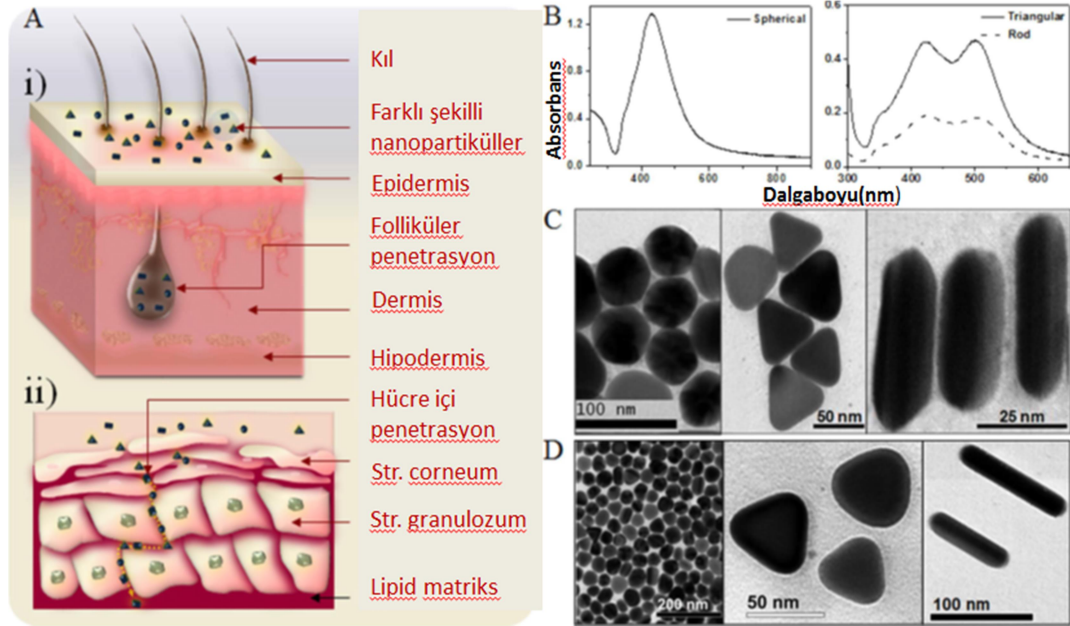 A
i)
Kıl
Farklı şekilli
nanopartiküller
Epidermis
Folliküler
penetrasyon
Dermis
Hipodermis
ii)
Hücre içi
penetrasyon
Str. corneum
Str. granulozum
Lipid matriks
B
Absorbans
1.2
0.8
0.4
0.0
400
600
800
Spherical
0.6
0.4
0.2
0.0
300
400
500
600
Triangular
Rod
Dalgaboyu(nm)
C
100 nm
50 nm
25 nm
D
200 nm
50 nm
100 nm